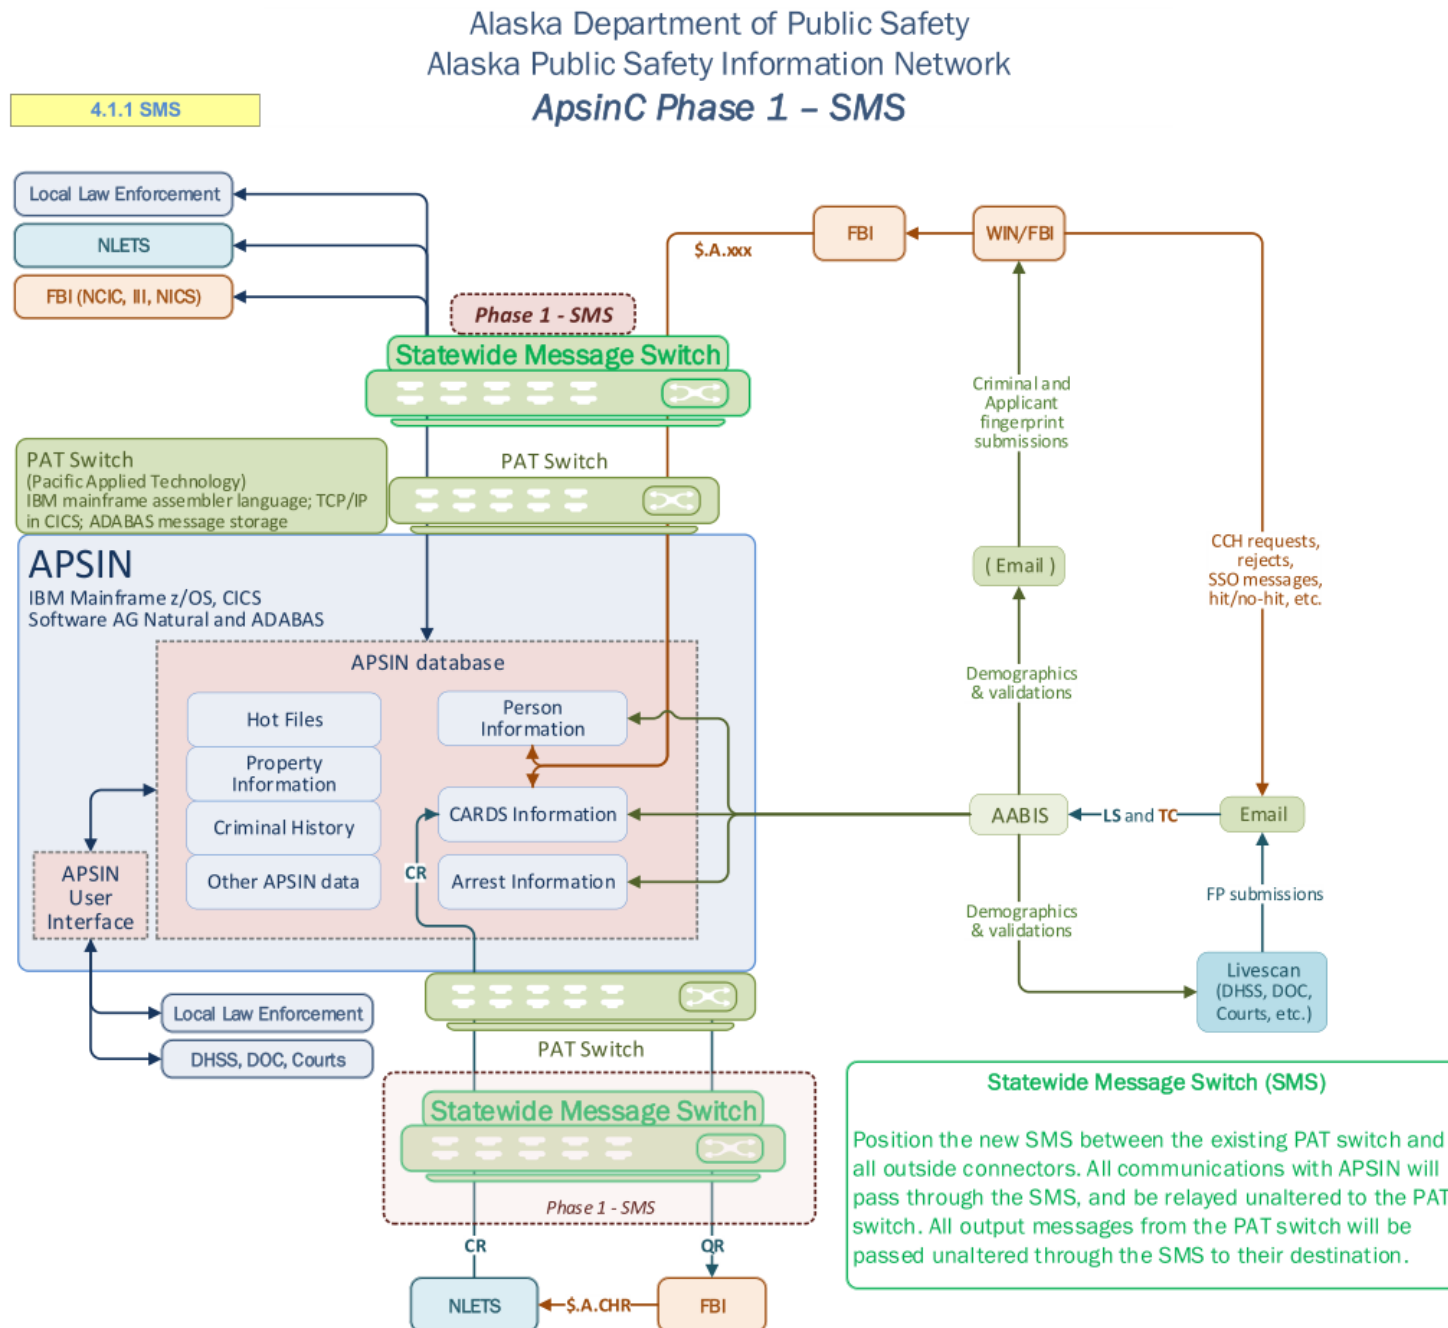 Alaska Department of Public Safety
Alaska Public Safety Information Network
4.1.1 SMS
ApsinC Phase 1 – SMS
Local Law Enforcement
NLETS
FBI (NCIC, III, NICS)
FBI
WIN/FBI
$.A.xxx
Phase 1 - SMS
Statewide Message Switch
Criminal and
Applicant
fingerprint
submissions
PAT Switch
(Pacific Applied Technology)
IBM mainframe assembler language; TCP/IP
in CICS; ADABAS message storage
PAT Switch
APSIN
IBM Mainframe z/OS, CICS
Software AG Natural and ADABAS
( Email )
CCH requests,
rejects,
SSO messages,
hit/no-hit, etc.
APSIN database
Hot Files
Property
Information
Criminal History
Other APSIN data
Person
Information
CARDS Information
Arrest Information
CR
Demographics
& validations
AABIS
LS and TC
Email
APSIN
User
Interface
Demographics
& validations
FP submissions
Livescan
(DHSS, DOC,
Courts, etc.)
Local Law Enforcement
DHSS, DOC, Courts
PAT Switch
Statewide Message Switch
Phase 1 - SMS
CR
QR
NLETS
$.A.CHR
FBI
Statewide Message Switch (SMS)
Position the new SMS between the existing PAT switch and
all outside connectors. All communications with APSIN will
pass through the SMS, and be relayed unaltered to the PAT
switch. All output messages from the PAT switch will be
passed unaltered through the SMS to their destination.